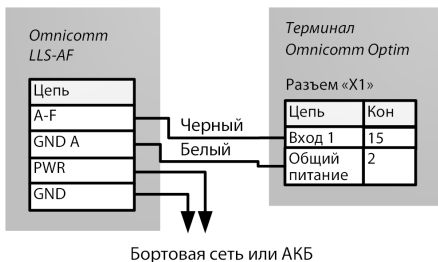 Omnicomm
LLS-AF
Цепь
A-F
GND A
PWR
GND
Черный
Белый
Терминал
Omnicomm Optim
Разъем «X1»
Цепь Кон
Вход 1 15
Общий 2
питание
Бортовая сеть или АКБ